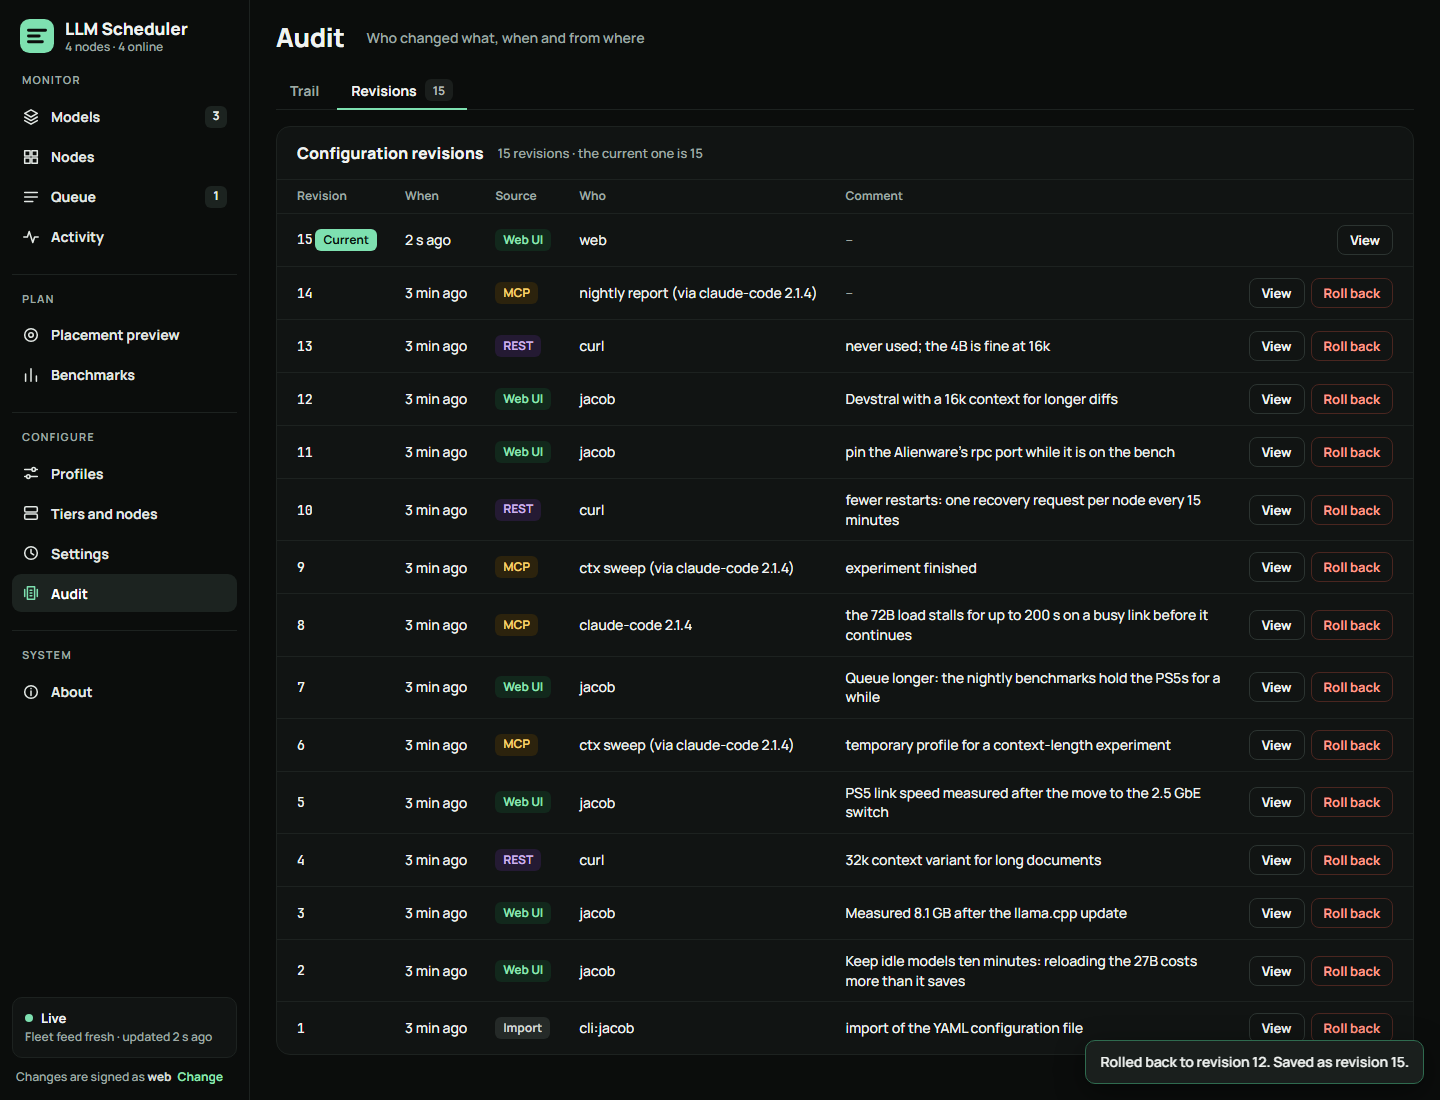 LLM Scheduler
4 nodes · 4 online
MONITOR
Models 3
Nodes
Queue 1
Activity
PLAN
Placement preview
Benchmarks
CONFIGURE
Profiles
Tiers and nodes
Settings
Audit
SYSTEM
About
Live
Fleet feed fresh · updated 2 s ago
Changes are signed as web Change
Audit Who changed what, when and from where
Trail Revisions 15
Configuration revisions 15 revisions · the current one is 15
Revision When Source Who Comment
15 Current 2 s ago Web UI web – View
14 3 min ago MCP nightly report (via claude-code 2.1.4) – View Roll back
13 3 min ago REST curl never used; the 4B is fine at 16k View Roll back
12 3 min ago Web UI jacob Devstral with a 16k context for longer diffs View Roll back
11 3 min ago Web UI jacob pin the Alienware's rpc port while it is on the bench View Roll back
10 3 min ago REST curl fewer restarts: one recovery request per node every 15 View Roll back
minutes
9 3 min ago MCP ctx sweep (via claude-code 2.1.4) experiment finished View Roll back
8 3 min ago MCP claude-code 2.1.4 the 72B load stalls for up to 200 s on a busy link before it View Roll back
continues
7 3 min ago Web UI jacob Queue longer: the nightly benchmarks hold the PS5s for a View Roll back
while
6 3 min ago MCP ctx sweep (via claude-code 2.1.4) temporary profile for a context-length experiment View Roll back
5 3 min ago Web UI jacob PS5 link speed measured after the move to the 2.5 GbE View Roll back
switch
4 3 min ago REST curl 32k context variant for long documents View Roll back
3 3 min ago Web UI jacob Measured 8.1 GB after the llama.cpp update View Roll back
2 3 min ago Web UI jacob Keep idle models ten minutes: reloading the 27B costs View Roll back
more than it saves
1 3 min ago Import cli:jacob import of the YAML configuration file View Roll back
Rolled back to revision 12. Saved as revision 15.